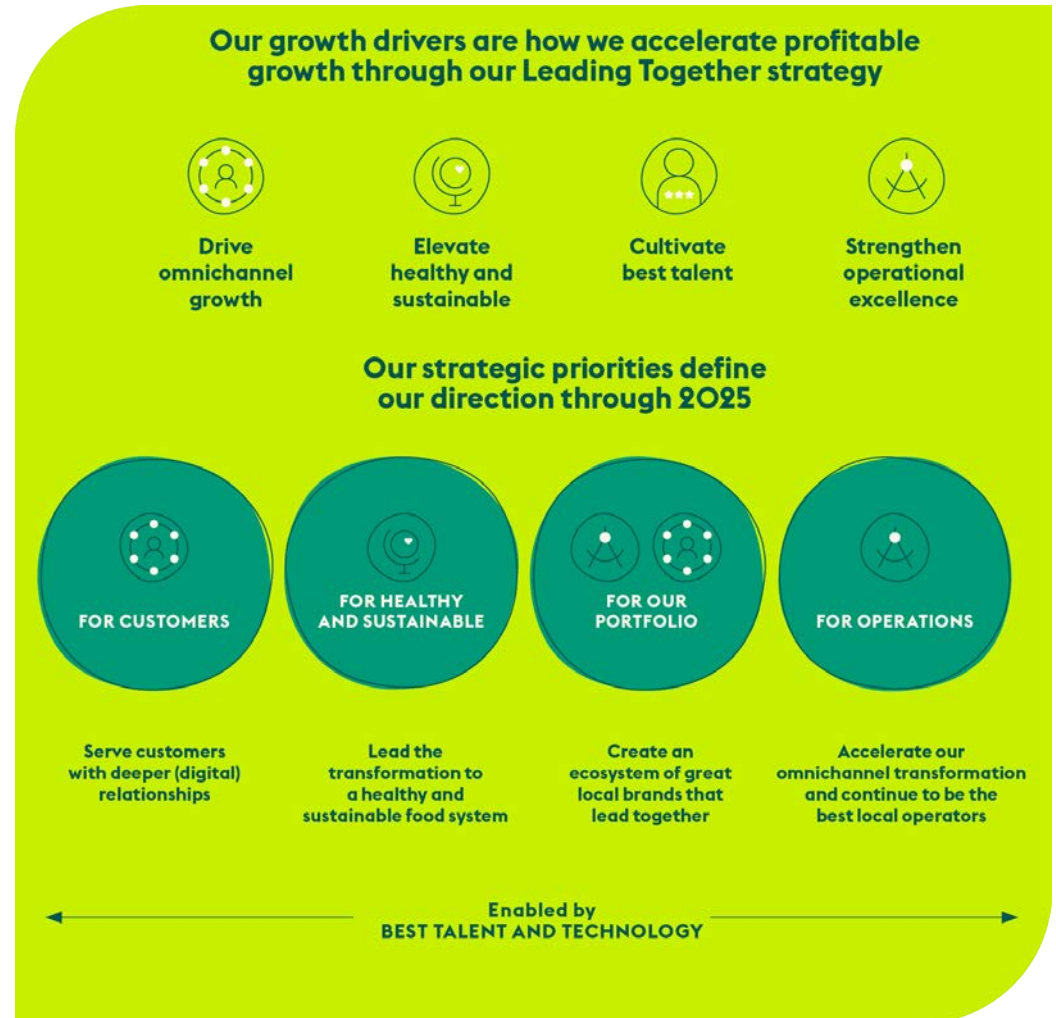 Our growth drivers are how we accelerate profitable
growth through our Leading Together strategy
Drive
omnichannel
growth
Elevate
healthy and
sustainable
Cultivate
best talent
Strengthen
operational
excellence
Our strategic priorities define
our direction through 2025
FOR CUSTOMERS
FOR HEALTHY
AND SUSTAINABLE
FOR OUR
PORTFOLIO
FOR OPERATIONS
Serve customers
with deeper (digital)
relationships
Lead the
transformation to
a healthy and
sustainable food system
Create an
ecosystem of great
local brands that
lead together
Accelerate our
omnichannel transformation
and continue to be the
best local operators
Enabled by
BEST TALENT AND TECHNOLOGY